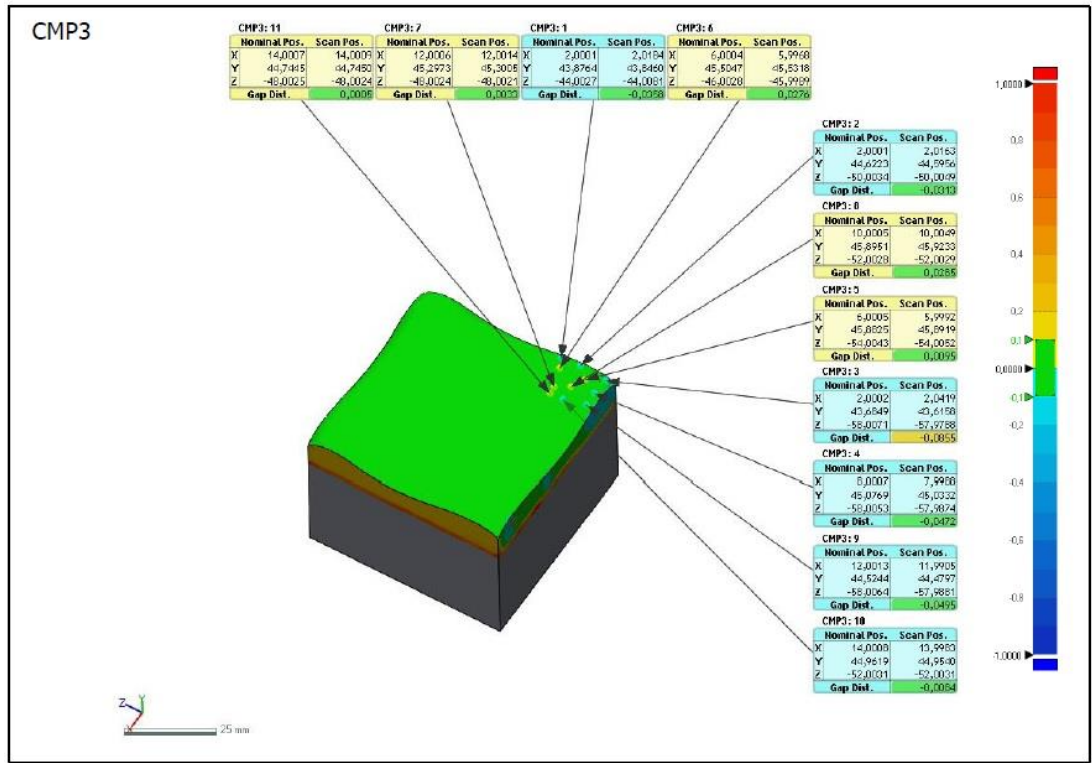 CMP3
CMP3: 11
Nominal Pos. Scan Pos.
X 14,0007 14,0009
Y 44,7445 44,7450
Z -48,0025 -48,0024
Gap Dist. 0,0005
CMP3: 7
Nominal Pos. Scan Pos.
X 12,0006 12,0014
Y 45,2973 45,3005
Z -48,0024 -48,0021
Gap Dist. 0,0033
CMP3: 1
Nominal Pos. Scan Pos.
X 2,0001 2,0184
Y 43,8764 43,8460
Z -44,0027 -44,0081
Gap Dist. -0,0358
CMP3: 6
Nominal Pos. Scan Pos.
X 6,0004 5,9968
Y 45,5047 45,5318
Z -46,0028 -45,9989
Gap Dist. 0,0276
CMP3: 2
Nominal Pos. Scan Pos.
X 2,0001 2,0163
Y 44,6223 44,5956
Z -50,0034 -50,0049
Gap Dist. -0,0313
CMP3: 8
Nominal Pos. Scan Pos.
X 10,0005 10,0049
Y 45,8951 45,9233
Z -52,0028 -52,0029
Gap Dist. 0,0285
CMP3: 5
Nominal Pos. Scan Pos.
X 6,0005 5,9992
Y 45,8825 45,8919
Z -54,0043 -54,0052
Gap Dist. 0,0095
CMP3: 3
Nominal Pos. Scan Pos.
X 2,0002 2,0419
Y 43,6849 43,6158
Z -58,0071 -57,9788
Gap Dist. -0,0855
CMP3: 4
Nominal Pos. Scan Pos.
X 8,0007 7,9988
Y 45,0769 45,0332
Z -58,0053 -57,9874
Gap Dist. -0,0472
CMP3: 9
Nominal Pos. Scan Pos.
X 12,0013 11,9905
Y 44,5244 44,4797
Z -58,0064 -57,9881
Gap Dist. -0,0495
CMP3: 10
Nominal Pos. Scan Pos.
X 14,0008 13,9983
Y 44,9619 44,9540
Z -52,0031 -52,0031
Gap Dist. -0,0084
1,0000
0,8
0,6
0,4
0,2
0,1
0,0000
-0,1
-0,2
-0,4
-0,6
-0,8
-1,0000
Z Y
X
25 mm